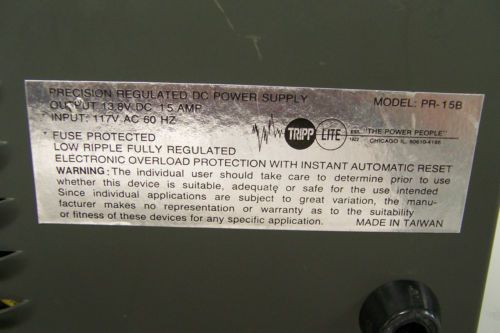 PRECISION REGULATED DC POWER SUPPLY
MODEL: PR-15B
OUTPUT 13.8V DC 15 AMP
INPUT: 117V AC 60 HZ
TRIPP LITE EST. 1922 "THE POWER PEOPLE"
CHICAGO IL. 60610-4188
* FUSE PROTECTED
LOW RIPPLE FULLY REGULATED
ELECTRONIC OVERLOAD PROTECTION WITH INSTANT AUTOMATIC RESET
WARNING: The individual user should take care to determine prior to use
whether this device is suitable, adequate or safe for the use intended
Since individual applications are subject to great variation, the manu-
facturer makes no representation or warranty as to the suitability
or fitness of these devices for any specific application.
MADE IN TAIWAN